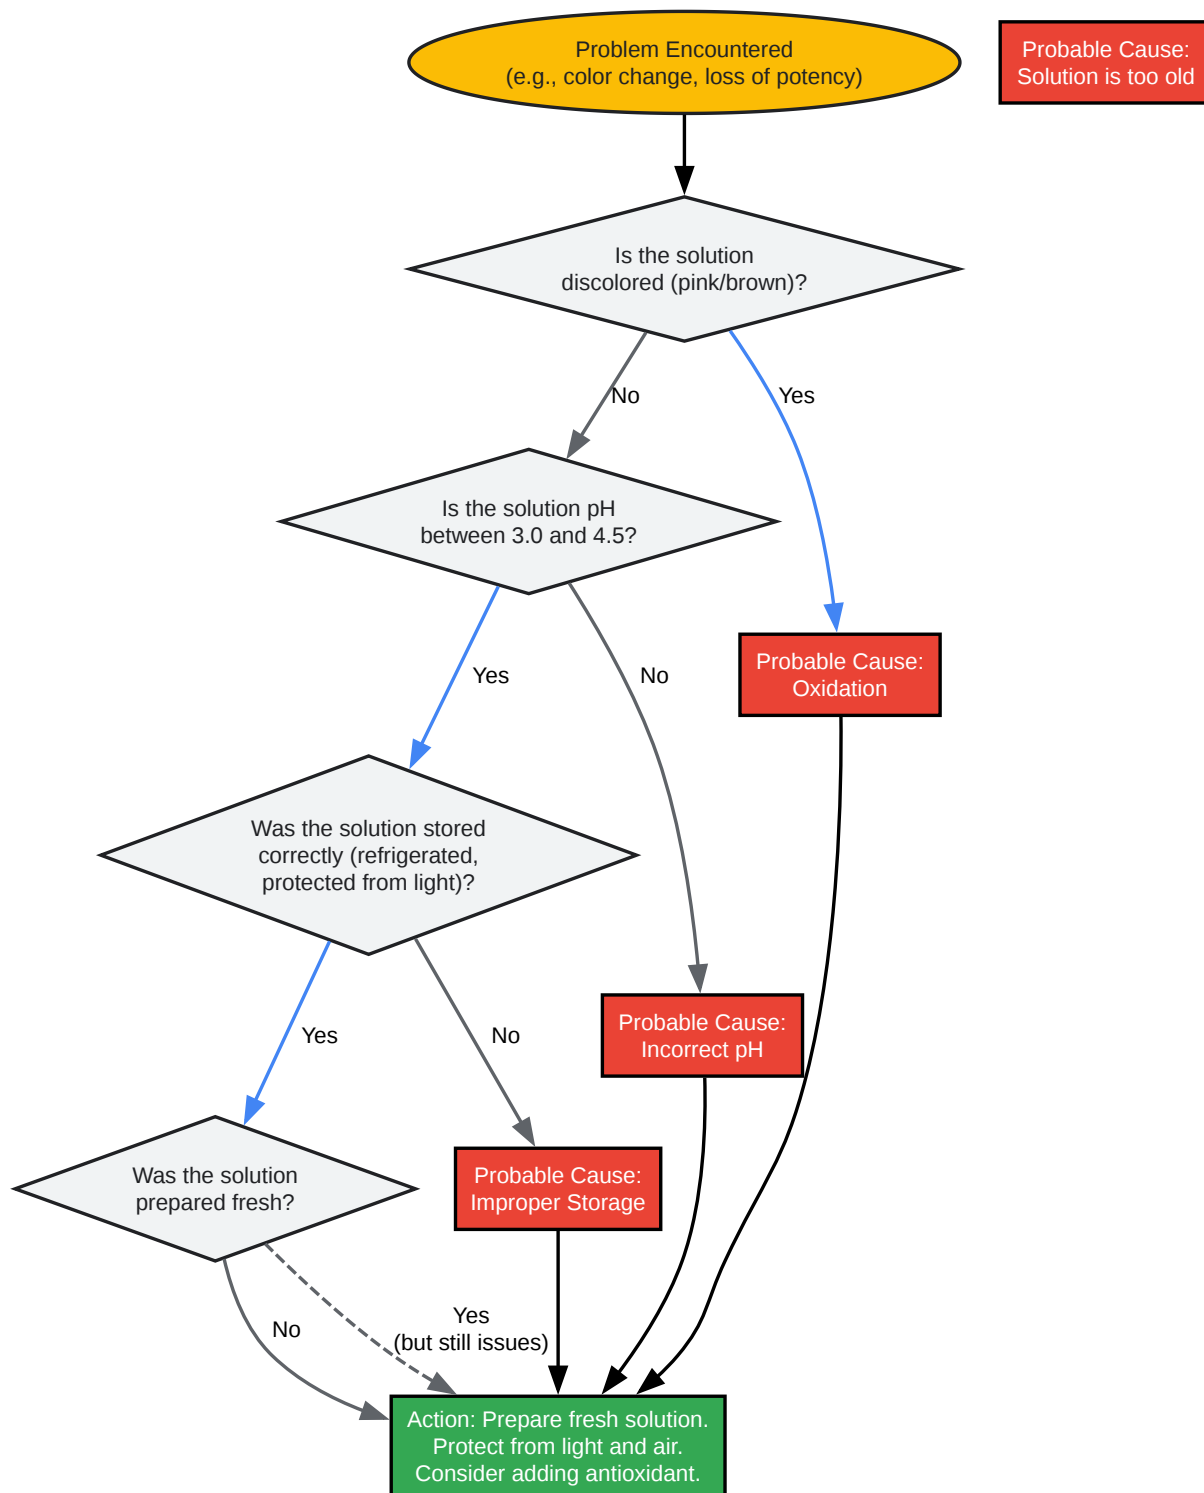 Problem Encountered
(e.g., color change, loss of potency)
Probable Cause:
Solution is too old
Is the solution
discolored (pink/brown)?
No
Yes
Is the solution pH
between 3.0 and 4.5?
Yes
No
Probable Cause:
Oxidation
Was the solution stored
correctly (refrigerated,
protected from light)?
Yes
No
Probable Cause:
Incorrect pH
Was the solution
prepared fresh?
Probable Cause:
Improper Storage
No
Yes
(but still issues)
Action: Prepare fresh solution.
Protect from light and air.
Consider adding antioxidant.